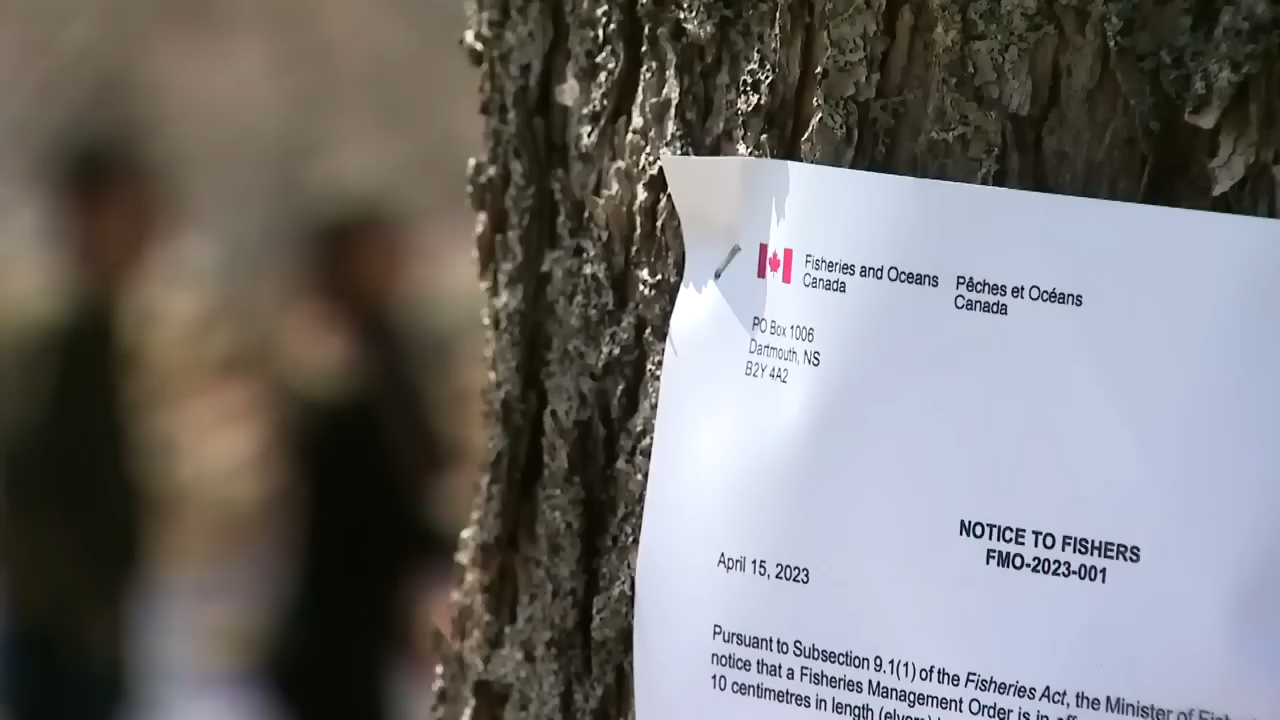 Fisheries and Oceans
Canada
Pêches et Océans
Canada
PO Box 1006
Dartmouth, NS
B2Y 4A2
NOTICE TO FISHERS
FMO-2023-001
April 15, 2023
Pursuant to Subsection 9.1(1) of the Fisheries Act, the Minister of
notice that a Fisheries Management Order is in
10 centimetres in length